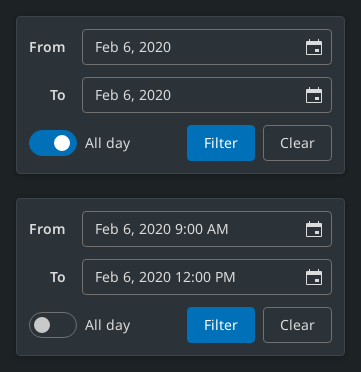 From Feb 6, 2020
To Feb 6, 2020
All day Filter Clear
From Feb 6, 2020 9:00 AM
To Feb 6, 2020 12:00 PM
All day Filter Clear